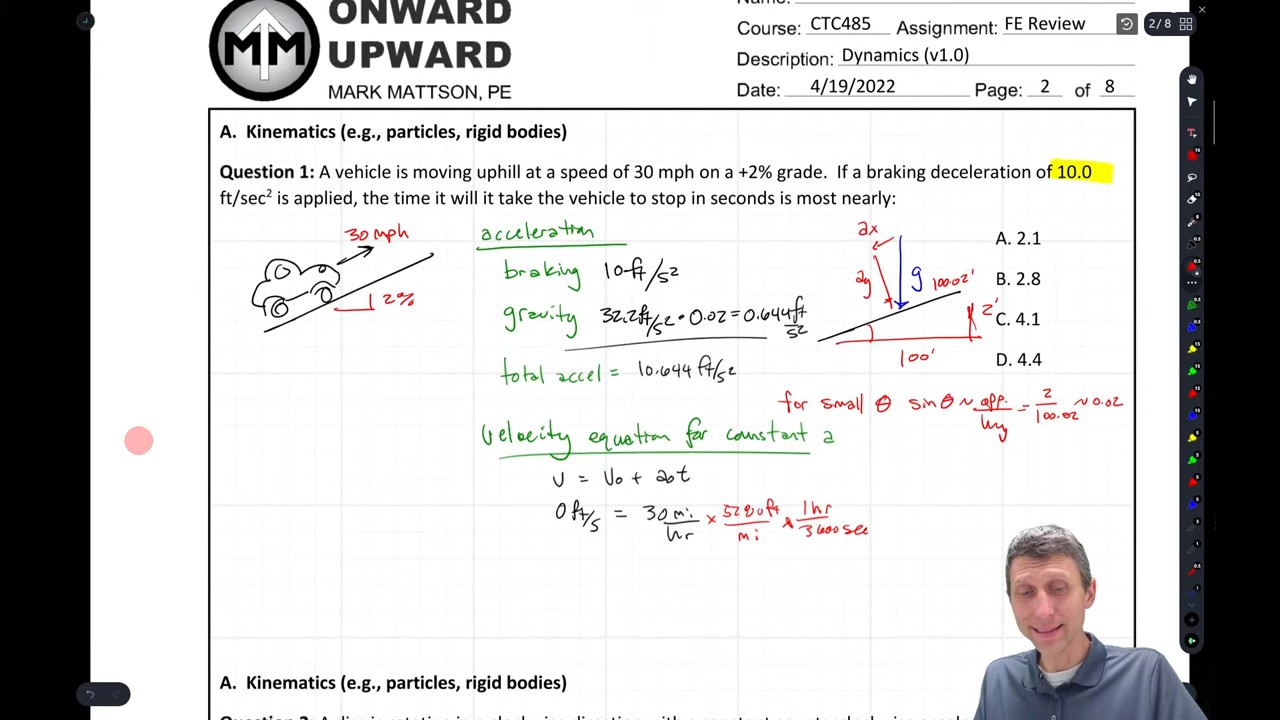 ONWARD
UPWARD
MARK MATTSON, PE
MM
Name:
Course: CTC485 Assignment: FE Review
Description: Dynamics (v1.0)
Date: 4/19/2022 Page: 2 of 8
2/8
A. Kinematics (e.g., particles, rigid bodies)
Question 1: A vehicle is moving uphill at a speed of 30 mph on a +2% grade. If a braking deceleration of 10.0
ft/sec² is applied, the time it will it take the vehicle to stop in seconds is most nearly:
A. 2.1
B. 2.8
C. 4.1
D. 4.4
30 mph
2%
acceleration
braking 10 ft/s²
gravity 32.2 ft/s² • 0.02 = 0.644 ft/s²
total accel = 10.644 ft/s²
ax
ay
g
100.02'
2'
100'
for small θ sin θ ~ opp./hyp = 2/100.02 ~ 0.02
velocity equation for constant a
v = v₀ + a₀t
0 ft/s = 30 mi/hr × 5280 ft/mi × 1 hr/3600 sec
A. Kinematics (e.g., particles, rigid bodies)